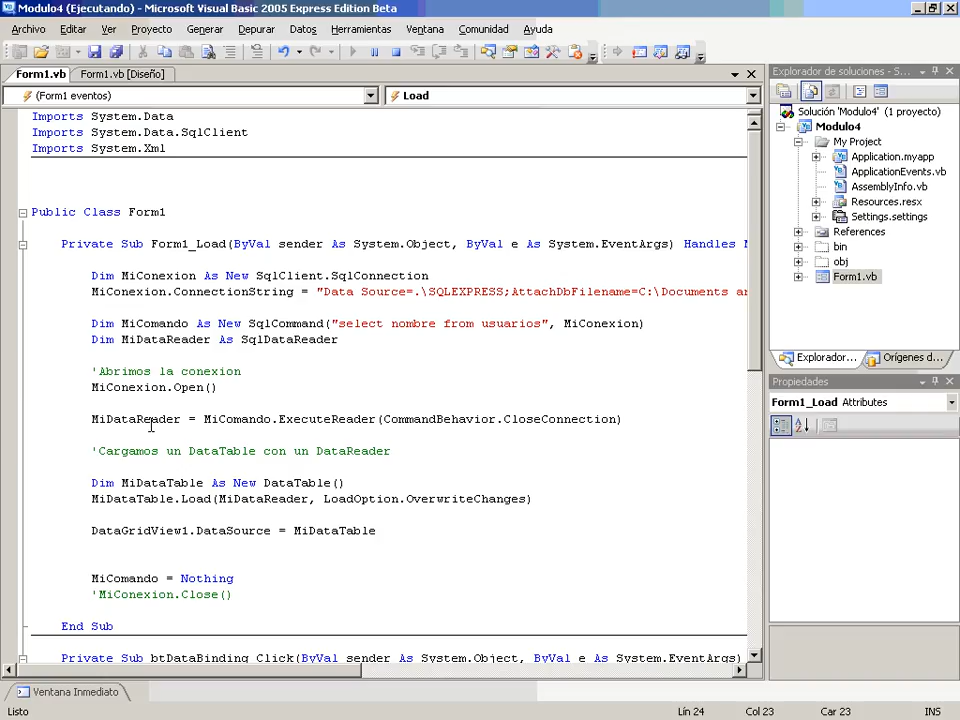 Modulo4 (Ejecutando) - Microsoft Visual Basic 2005 Express Edition Beta
Archivo Editar Ver Proyecto Generar Depurar Datos Herramientas Ventana Comunidad Ayuda
Form1.vb Form1.vb [Diseño]
(Form1 eventos) Load
Imports System.Data
Imports System.Data.SqlClient
Imports System.Xml
Public Class Form1
Private Sub Form1_Load(ByVal sender As System.Object, ByVal e As System.EventArgs) Handles
Dim MiConexion As New SqlClient.SqlConnection
MiConexion.ConnectionString = "Data Source=.\SQLEXPRESS;AttachDbFilename=C:\Documents
Dim MiComando As New SqlCommand("select nombre from usuarios", MiConexion)
Dim MiDataReader As SqlDataReader
'Abrimos la conexion
MiConexion.Open()
MiDataReader = MiComando.ExecuteReader(CommandBehavior.CloseConnection)
'Cargamos un DataTable con un DataReader
Dim MiDataTable As New DataTable()
MiDataTable.Load(MiDataReader, LoadOption.OverwriteChanges)
DataGridView1.DataSource = MiDataTable
MiComando = Nothing
'MiConexion.Close()
End Sub
Private Sub btDataBinding_Click(ByVal sender As System.Object, ByVal e As System.EventArgs)
Ventana Inmediato
Listo Lín 24 Col 23 Car 23 INS
Explorador de soluciones - S...
Solución 'Modulo4' (1 proyecto)
Modulo4
My Project
Application.myapp
ApplicationEvents.vb
AssemblyInfo.vb
Resources.resx
Settings.settings
References
bin
obj
Form1.vb
Explorador... Orígenes d...
Propiedades
Form1_Load Attributes